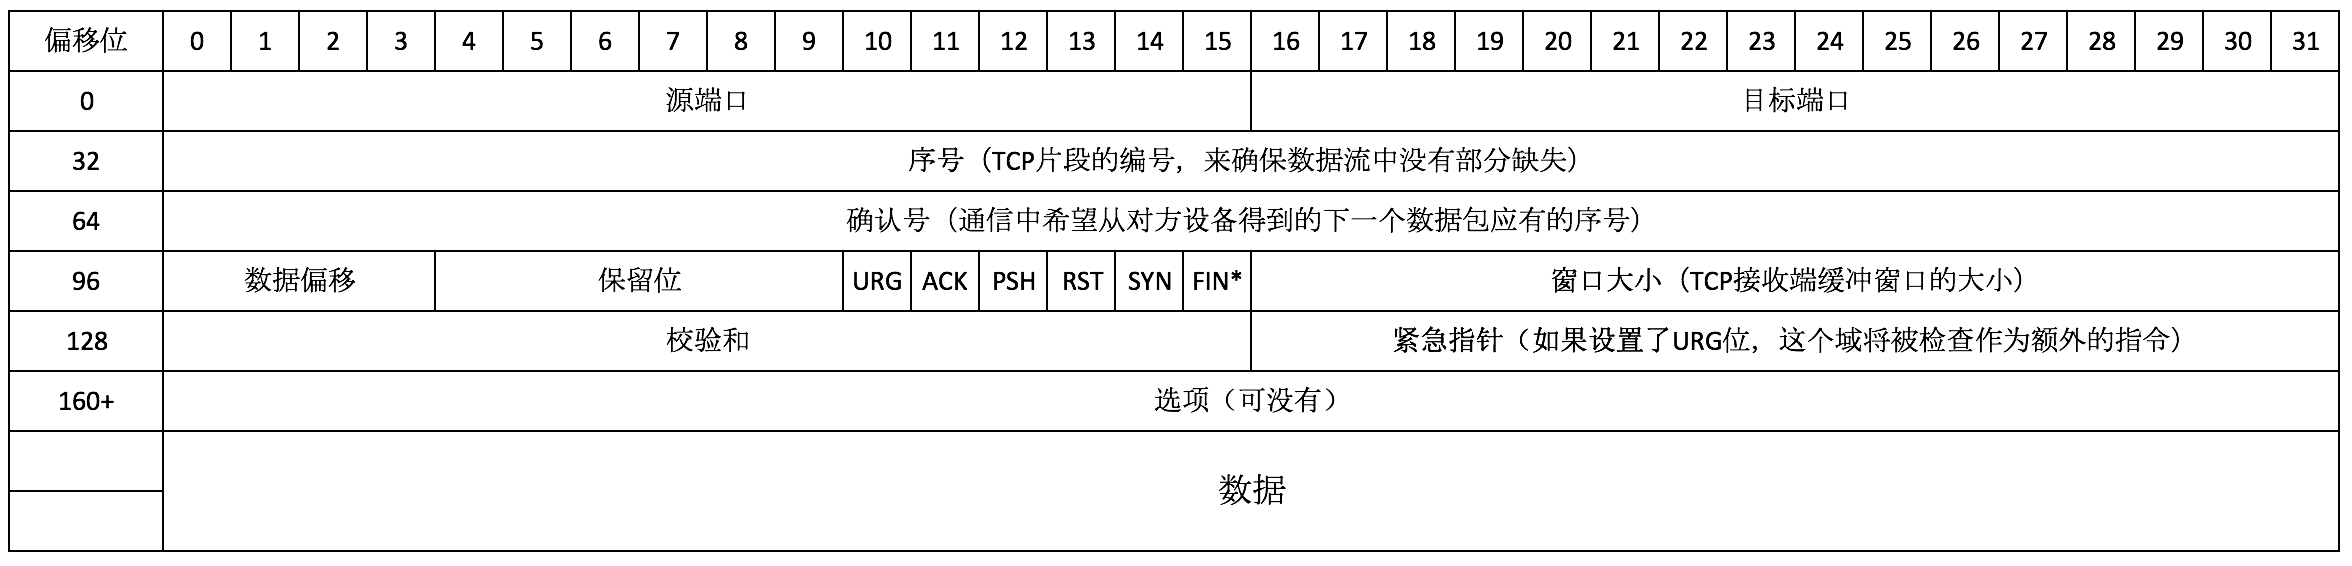 偏移位 0 1 2 3 4 5 6 7 8 9 10 11 12 13 14 15 16 17 18 19 20 21 22 23 24 25 26 27 28 29 30 31
0 源端口 目标端口
32 序号（TCP片段的编号，来确保数据流中没有部分缺失）
64 确认号（通信中希望从对方设备得到的下一个数据包应有的序号）
96 数据偏移 保留位 URG ACK PSH RST SYN FIN* 窗口大小（TCP接收端缓冲窗口的大小）
128 校验和 紧急指针（如果设置了URG位，这个域将被检查作为额外的指令）
160+ 选项（可没有）
数据